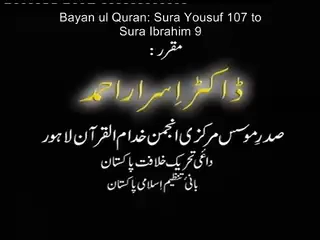 Bayan ul Quran: Sura Yousuf 107 to
Sura Ibrahim 9
مقرر:
ڈاکٹر اسرار احمد
صدر مؤسس مرکزی انجمن خدام القرآن لاہور
داعی تحریک خلافت پاکستان
بانی تنظیم اسلامی پاکستان